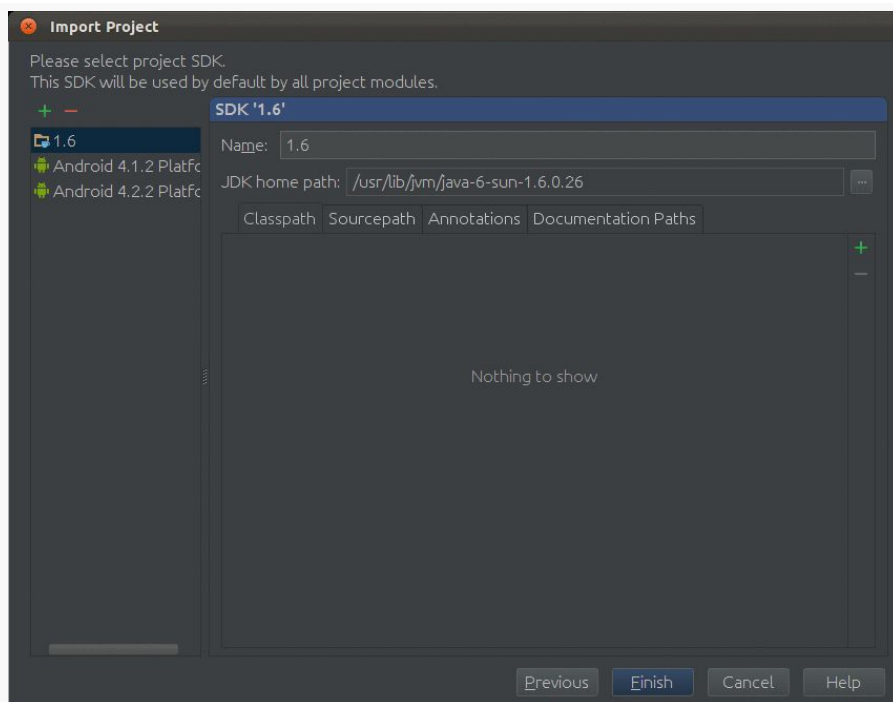 Import Project
Please select project SDK.
This SDK will be used by default by all project modules.
1.6
Android 4.1.2 Platfc
Android 4.2.2 Platfc
SDK '1.6'
Name: 1.6
JDK home path: /usr/lib/jvm/java-6-sun-1.6.0.26 ...
Classpath Sourcepath Annotations Documentation Paths
Nothing to show
Previous Finish Cancel Help